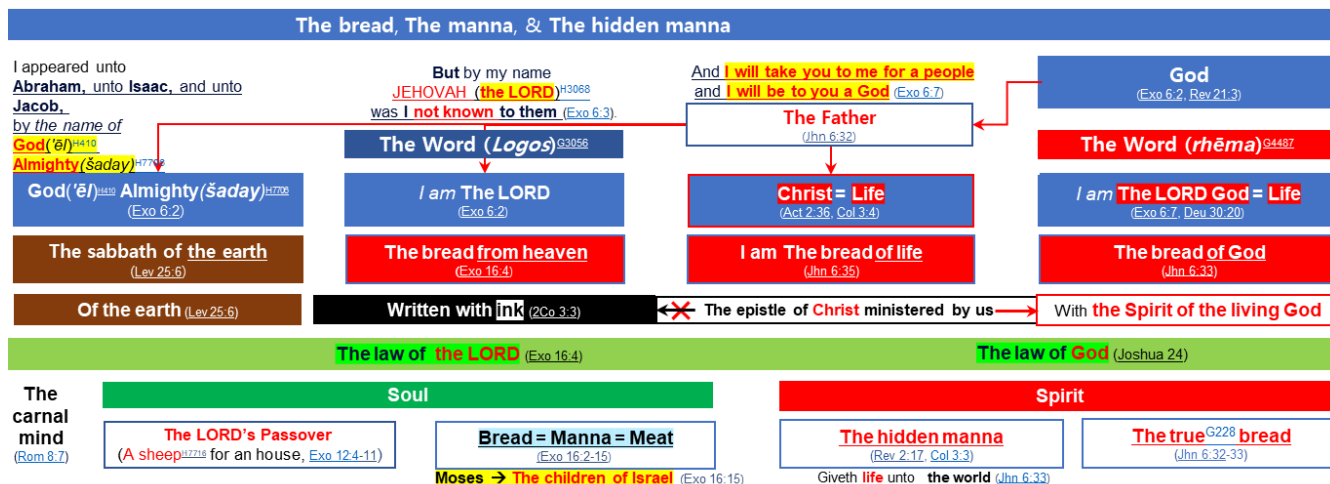 The bread, The manna, & The hidden manna
I appeared unto
Abraham, unto Isaac, and unto
Jacob,
by the name of
God('ēl)H410
Almighty(šaday)H7706
But by my name
JEHOVAH (the LORD)H3068
was I not known to them (Exo 6:3).
And I will take you to me for a people
and I will be to you a God (Exo 6:7)
God
(Exo 6:2, Rev 21:3)
The Father
(Jhn 6:32)
The Word (Logos)G3056
The Word (rhēma)G4487
God('ēl)H410 Almighty(šaday)H7706
(Exo 6:2)
I am The LORD
(Exo 6:2)
Christ = Life
(Act 2:36, Col 3:4)
I am The LORD God = Life
(Exo 6:7, Deu 30:20)
The sabbath of the earth
(Lev 25:6)
The bread from heaven
(Exo 16:4)
I am The bread of life
(Jhn 6:35)
The bread of God
(Jhn 6:33)
Of the earth (Lev 25:6)
Written with ink (2Co 3:3)
The epistle of Christ ministered by us
With the Spirit of the living God
The law of the LORD (Exo 16:4)
The law of God (Joshua 24)
The
carnal
mind
(Rom 8:7)
Soul
Spirit
The LORD's Passover
(A sheepH7716 for an house, Exo 12:4-11)
Bread = Manna = Meat
(Exo 16:2-15)
Moses → The children of Israel (Exo 16:15)
The hidden manna
(Rev 2:17, Col 3:3)
Giveth life unto the world (Jhn 6:33)
The trueG228 bread
(Jhn 6:32-33)